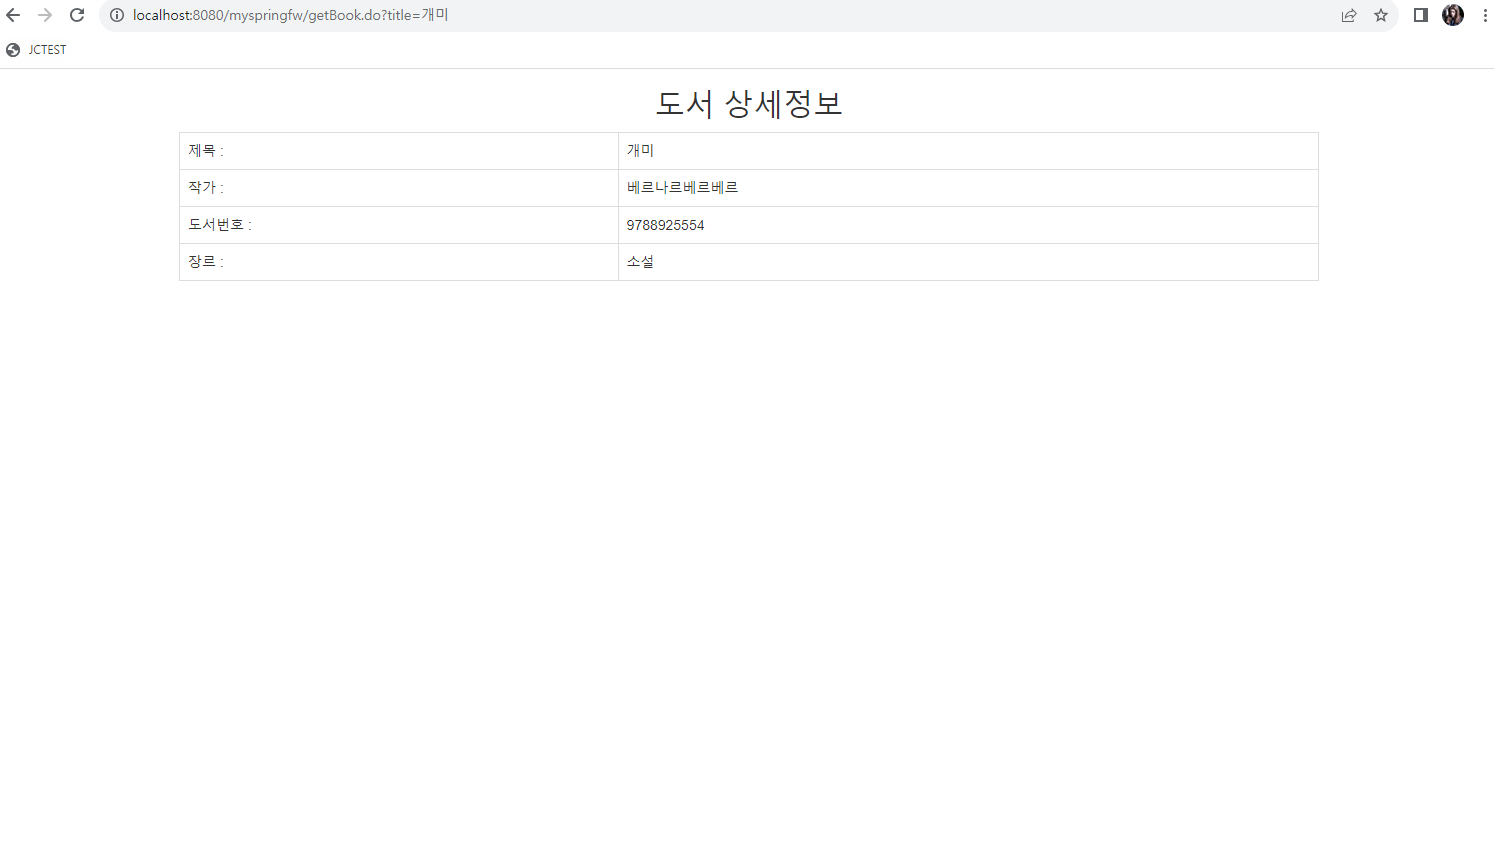 localhost:8080/myspringfw/getBook.do?title=개미
JCTEST
도서 상세정보
제목 : 개미
작가 : 베르나르베르베르
도서번호 : 9788925554
장르 : 소설